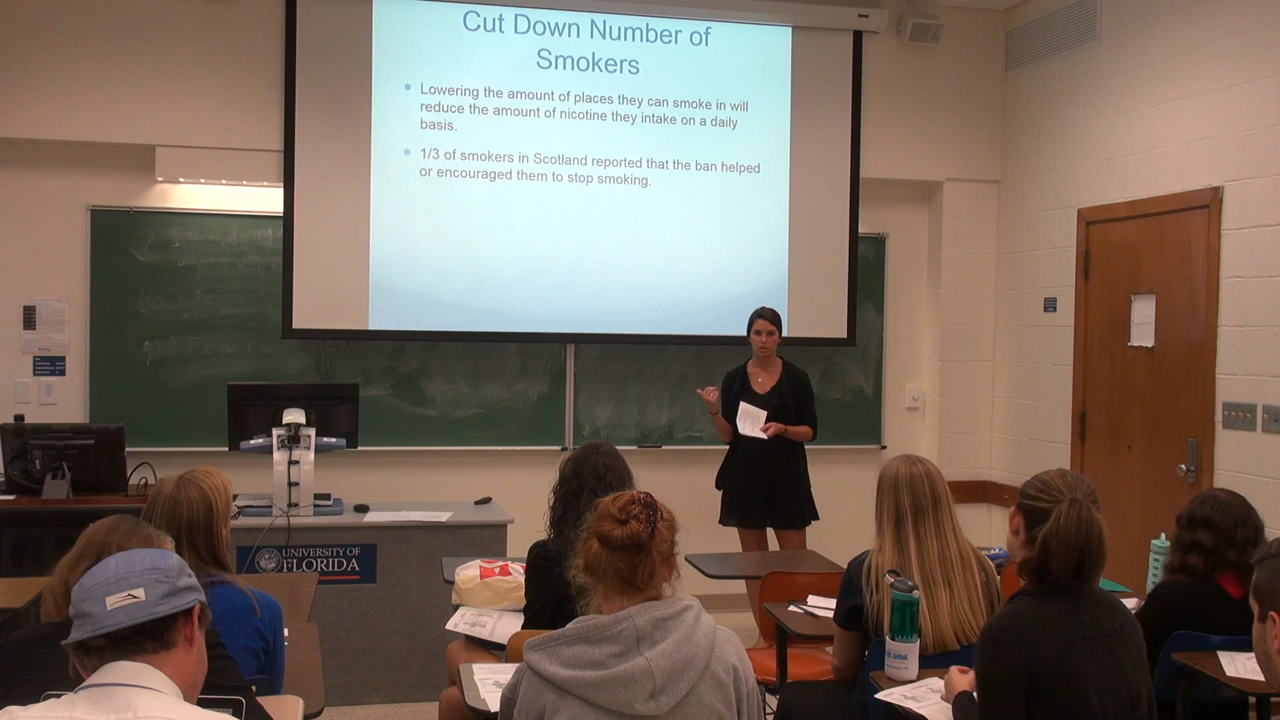 Cut Down Number of
Smokers
Lowering the amount of places they can smoke in will
reduce the amount of nicotine they intake on a daily
basis.
1/3 of smokers in Scotland reported that the ban helped
or encouraged them to stop smoking.
UNIVERSITY OF
FLORIDA